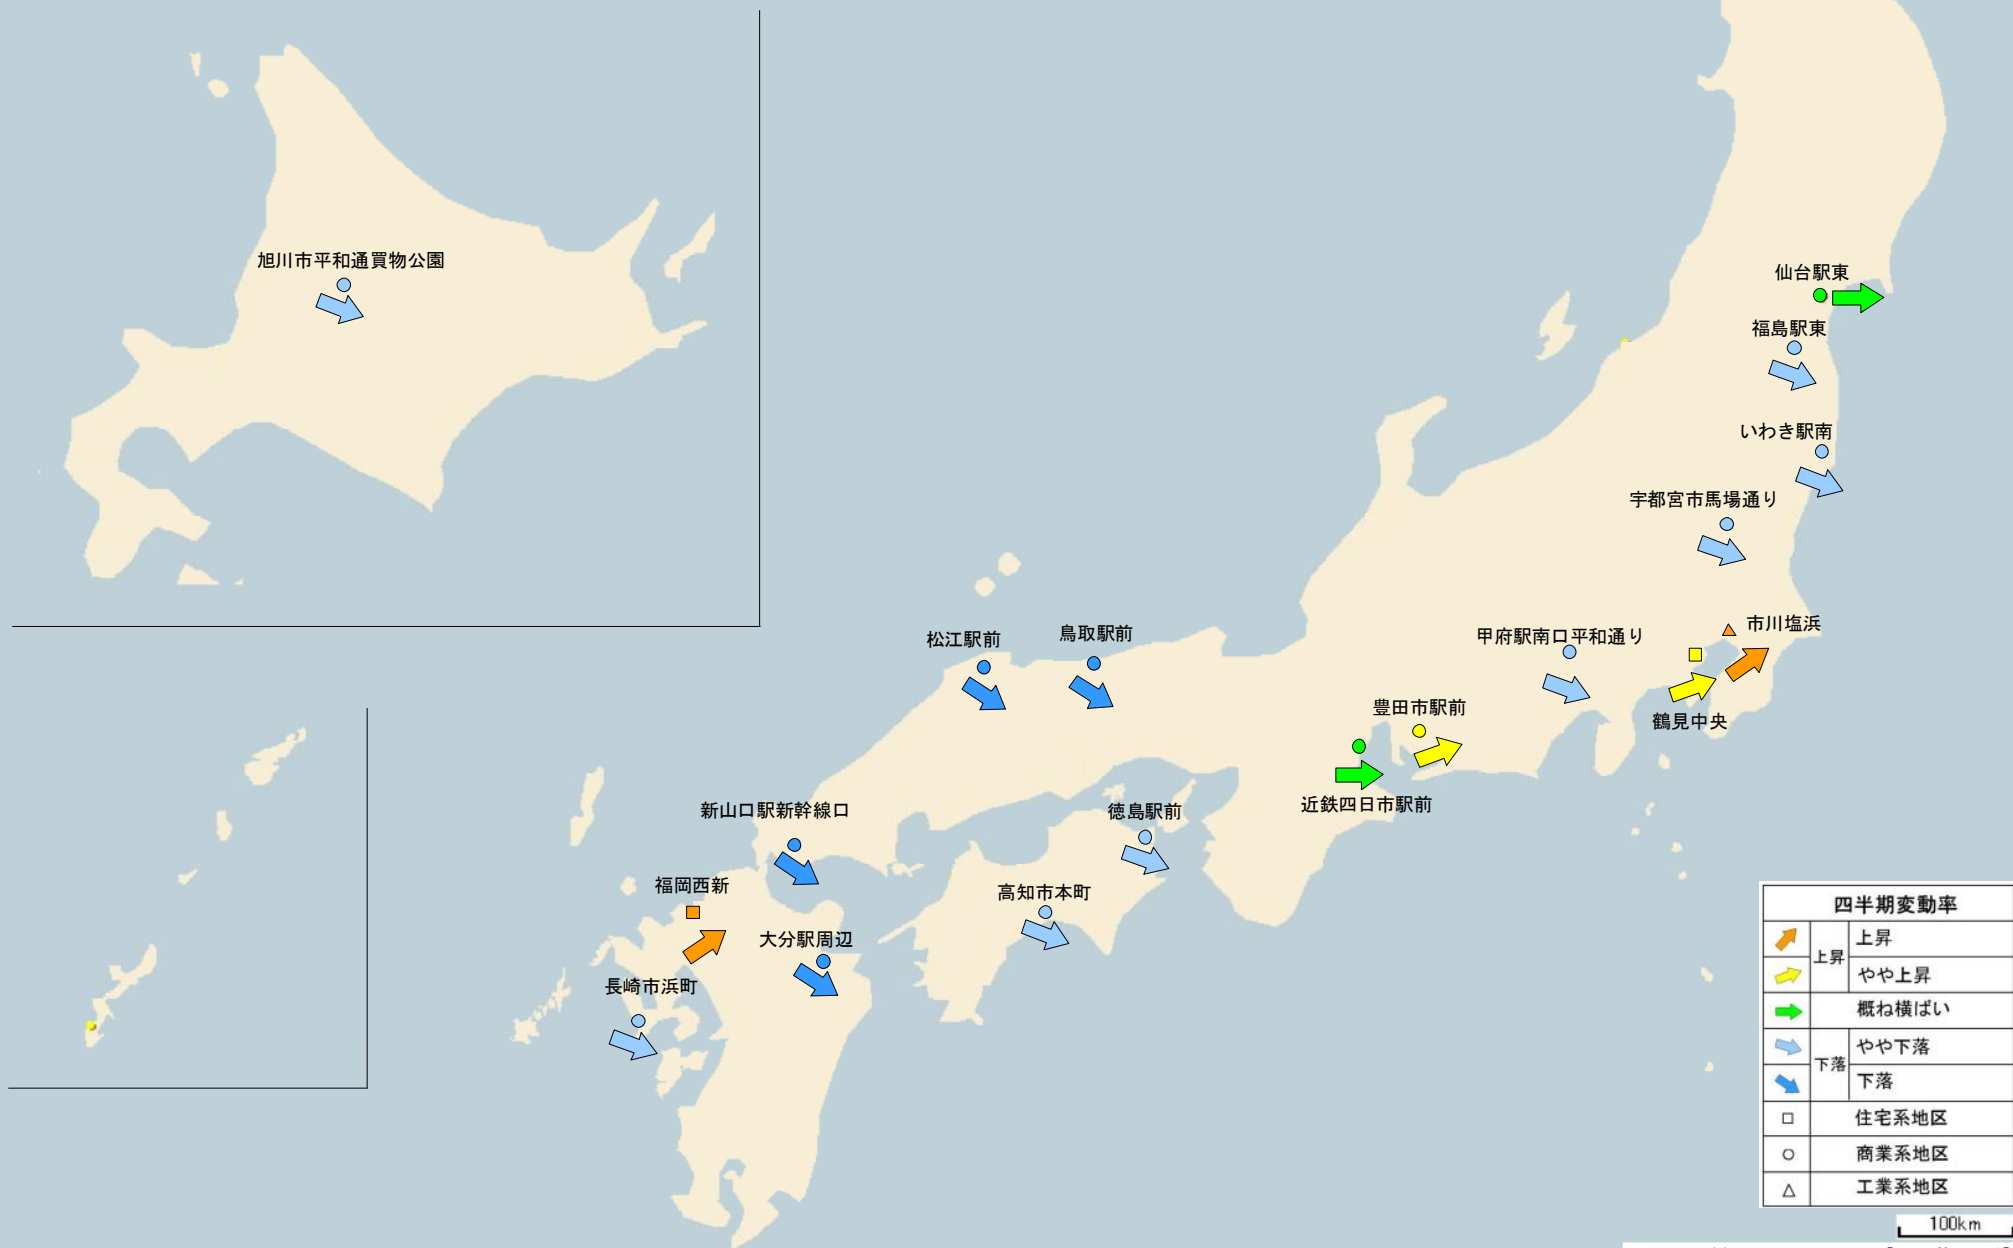 旭川市平和通買物公園
仙台駅東
福島駅東
いわき駅南
宇都宮市馬場通り
市川塩浜
甲府駅南口平和通り
鶴見中央
松江駅前
鳥取駅前
豊田市駅前
近鉄四日市駅前
新山口駅新幹線口
徳島駅前
福岡西新
高知市本町
大分駅周辺
長崎市浜町
四半期変動率
上昇
上昇
やや上昇
概ね横ばい
下落
やや下落
下落
住宅系地区
商業系地区
工業系地区
100km